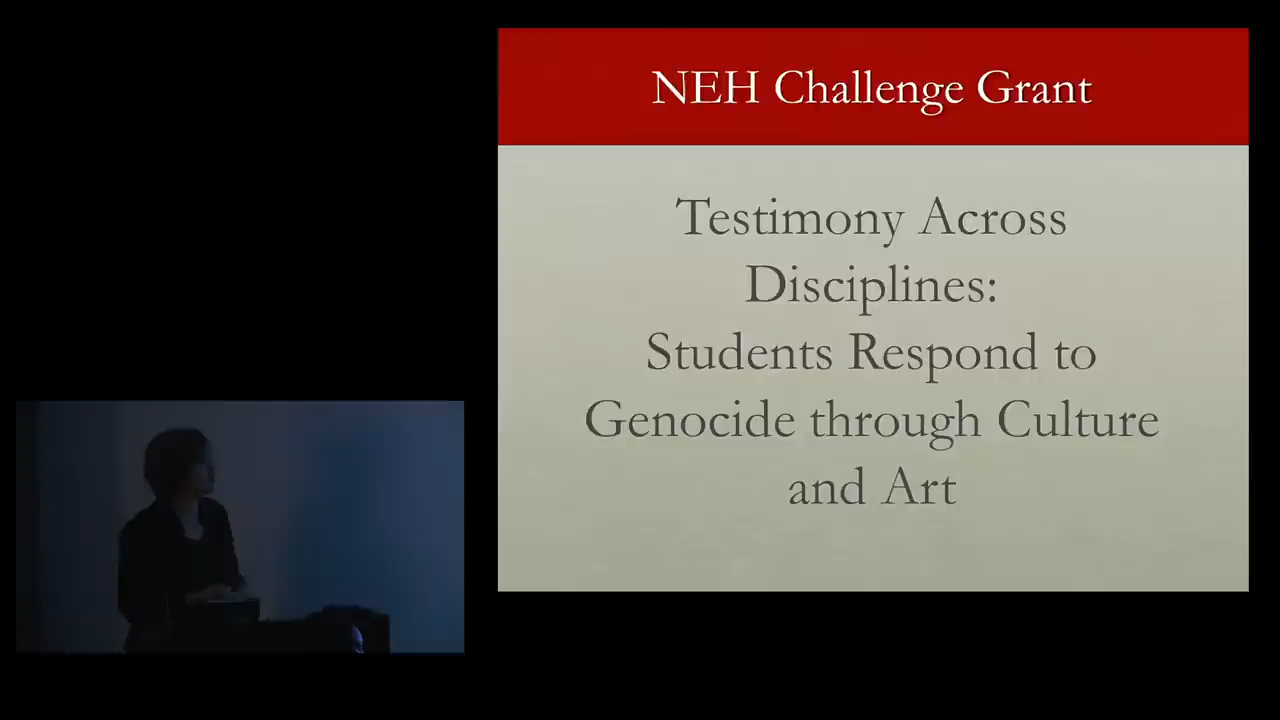 NEH Challenge Grant
Testimony Across
Disciplines:
Students Respond to
Genocide through Culture
and Art